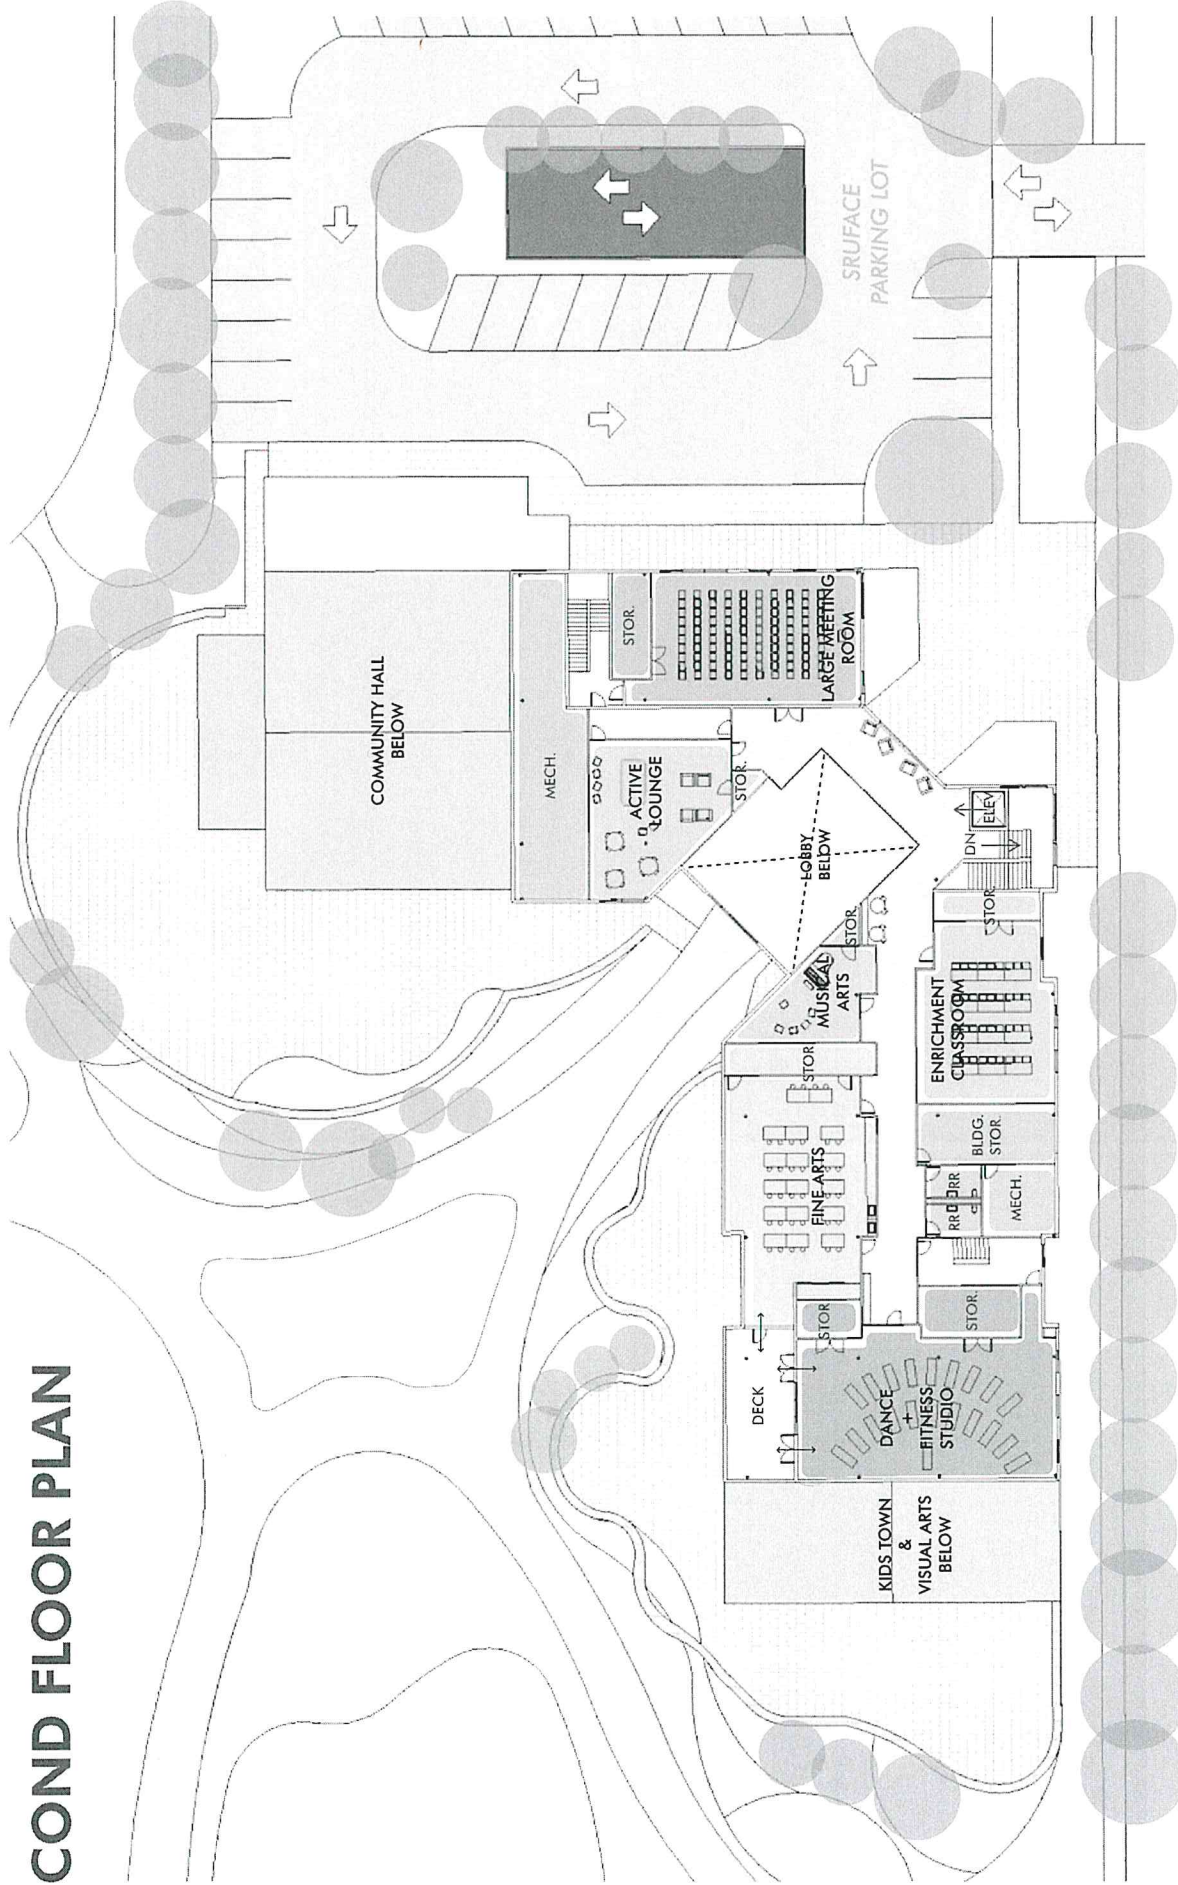 COND FLOOR PLAN
SRUFACE
PARKING LOT
COMMUNITY HALL
BELOW
MECH.
STOR.
LARGE MEETING
ROOM
ACTIVE
LOUNGE
STOR.
LOBBY
BELOW
ELEV
DN
STOR.
STOR
MUSICAL
ARTS
STOR
ENRICHMENT
CLASSROOM
BLDG.
STOR.
FINE ARTS
RR
RR
MECH.
STOR
STOR.
DECK
DANCE
+
FITNESS
STUDIO
KIDS TOWN
&
VISUAL ARTS
BELOW